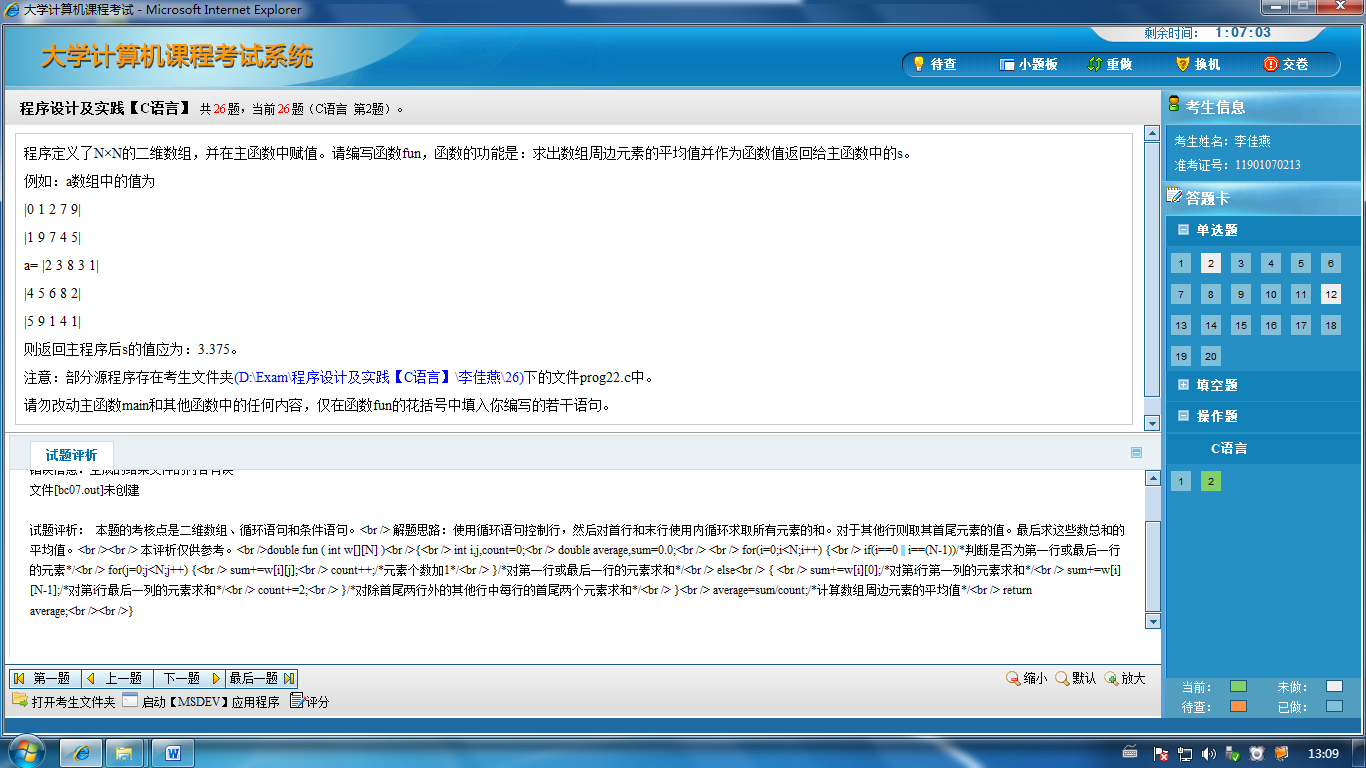 大学计算机课程考试 - Microsoft Internet Explorer
大学计算机课程考试系统
剩余时间： 1:07:03
待查 小题板 重做 换机 交卷
程序设计及实践【C语言】 共26题，当前26题（C语言 第2题）。
程序定义了N×N的二维数组，并在主函数中赋值。请编写函数fun，函数的功能是：求出数组周边元素的平均值并作为函数值返回给主函数中的s。
例如：a数组中的值为
|0 1 2 7 9|
|1 9 7 4 5|
a= |2 3 8 3 1|
|4 5 6 8 2|
|5 9 1 4 1|
则返回主程序后s的值应为：3.375。
注意：部分源程序存在考生文件夹(D:\Exam\程序设计及实践【C语言】\李佳燕\26)下的文件prog22.c中。
请勿改动主函数main和其他函数中的任何内容，仅在函数fun的花括号中填入你编写的若干语句。
试题评析
错误信息：生成的结果文件的内容有误
文件[bc07.out]未创建
试题评析： 本题的考核点是二维数组、循环语句和条件语句。<br /> 解题思路：使用循环语句控制行，然后对首行和末行使用内循环求取所有元素的和。对于其他行则取其首尾元素的值。最后求这些数总和的
平均值。<br /><br /> 本评析仅供参考。<br />double fun ( int w[][N] )<br />{<br /> int i,j,count=0;<br /> double average,sum=0.0;<br /> <br /> for(i=0;i<N;i++) {<br /> if(i==0 || i==(N-1))/*判断是否为第一行或最后一行
的元素*/<br /> for(j=0;j<N;j++) {<br /> sum+=w[i][j];<br /> count++;/*元素个数加1*/<br /> }/*对第一行或最后一行的元素求和*/<br /> else<br /> { <br /> sum+=w[i][0];/*对第i行第一列的元素求和*/<br /> sum+=w[i]
[N-1];/*对第i行最后一列的元素求和*/<br /> count+=2;<br /> }/*对除首尾两行外的其他行中每行的首尾两个元素求和*/<br /> }<br /> average=sum/count;/*计算数组周边元素的平均值*/<br /> return
average;<br /><br />}
第一题 上一题 下一题 最后一题
缩小 默认 放大
打开考生文件夹 启动【MSDEV】应用程序 评分
考生信息
考生姓名：李佳燕
准考证号：11901070213
答题卡
单选题
1 2 3 4 5 6
7 8 9 10 11 12
13 14 15 16 17 18
19 20
填空题
操作题
C语言
1 2
当前： 未做：
待查： 已做：
13:09